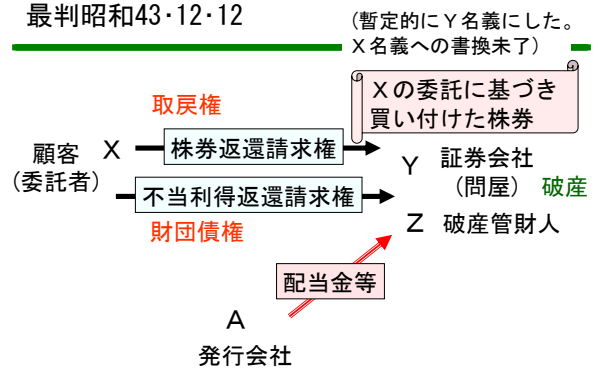 最判昭和43・12・12
（暫定的にＹ名義にした。
Ｘ名義への書換未了）
Ｘの委託に基づき
買い付けた株券
取戻権
顧客
（委託者）
Ｘ
株券返還請求権
Ｙ
証券会社
（問屋）
破産
不当利得返還請求権
財団債権
Ｚ
破産管財人
配当金等
Ａ
発行会社